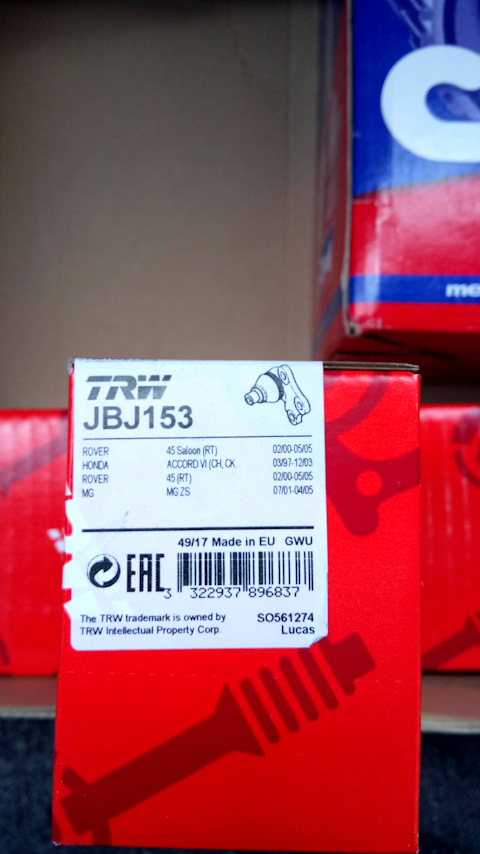 me
TRW
JBJ153
ROVER 45 Saloon (RT) 02/00-05/05
HONDA ACCORD VI (CH, CK 03/97-12/03
ROVER 45 (RT) 02/00-05/05
MG MG ZS 07/01-04/05
49/17 Made in EU GWU
EAC
3 322937 896837
The TRW trademark is owned by SO561274
TRW Intellectual Property Corp. Lucas